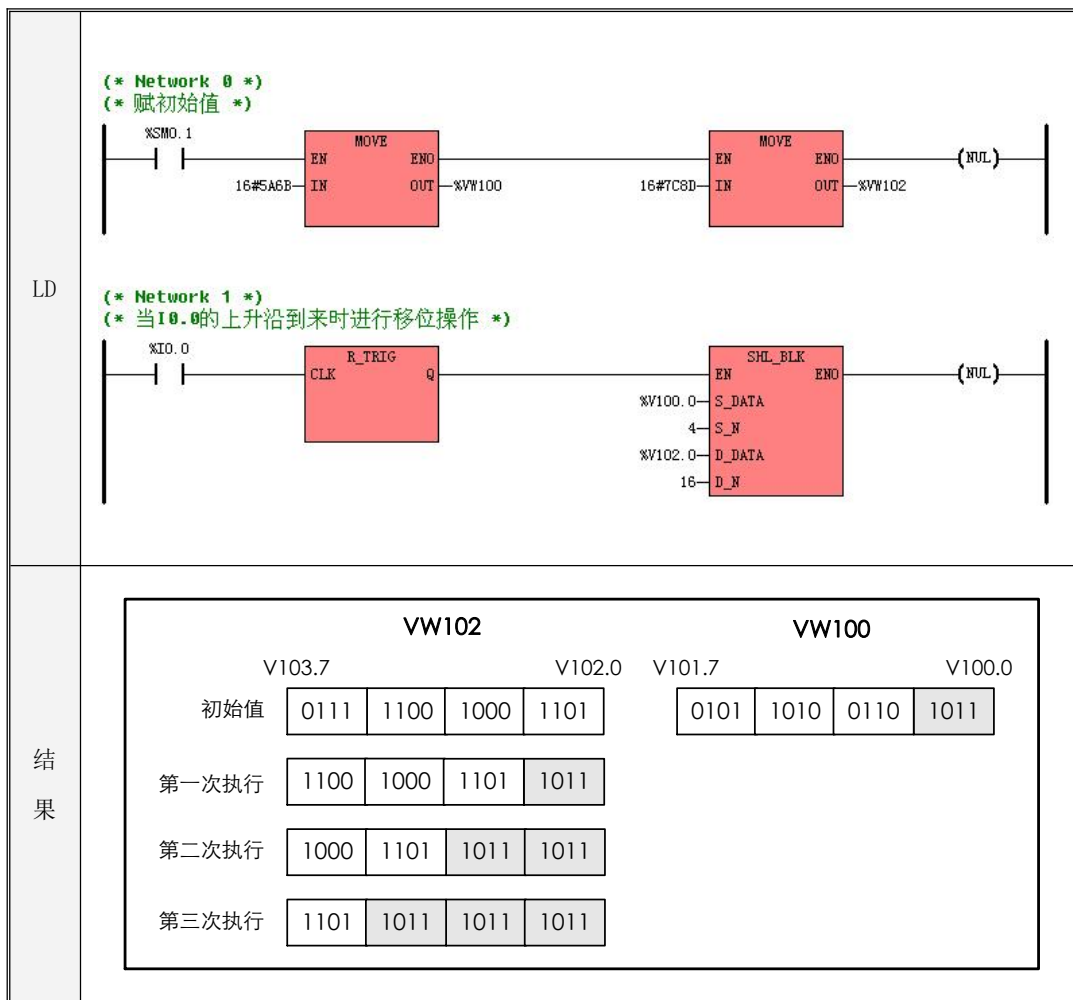 (* Network 0 *)
(* 赋初始值 *)
%SM0.1
MOVE
MOVE
EN ENO EN ENO (NUL)
16#5A6B IN OUT %VW100 16#7C8D IN OUT %VW102
LD
(* Network 1 *)
(* 当I0.0的上升沿到来时进行移位操作 *)
%I0.0
R_TRIG
SHL_BLK
CLK Q EN ENO (NUL)
%V100.0 S_DATA
4 S_N
%V102.0 D_DATA
16 D_N
结
果
VW102 VW100
V103.7 V102.0 V101.7 V100.0
初始值 0111 1100 1000 1101 0101 1010 0110 1011
第一次执行 1100 1000 1101 1011
第二次执行 1000 1101 1011 1011
第三次执行 1101 1011 1011 1011